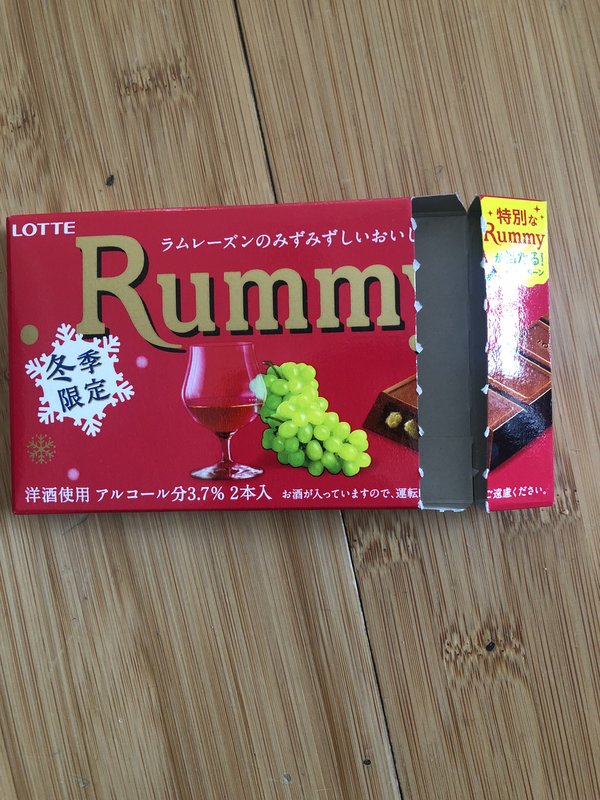 LOTTE
ラムレーズンのみずみずしいおいし
Rummy
冬季
限定
洋酒使用 アルコール分3.7% 2本入
お酒が入っていますので、運転
ご遠慮ください。
特別な
Rummy
が当たる!